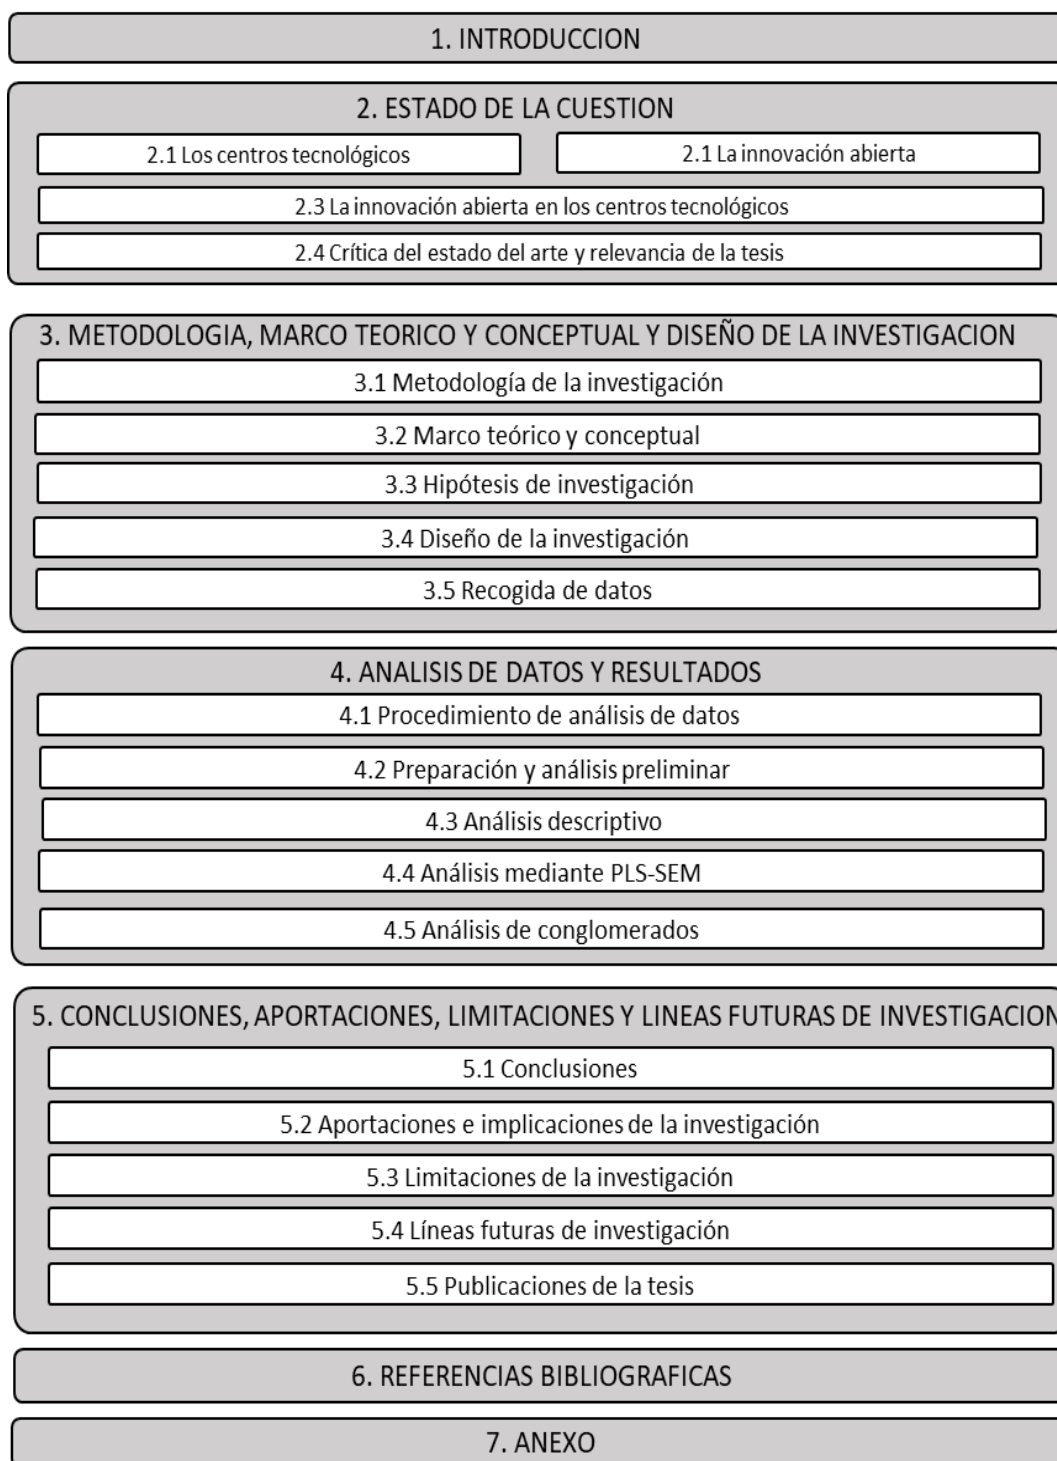 1. INTRODUCCION
2. ESTADO DE LA CUESTION
2.1 Los centros tecnológicos
2.1 La innovación abierta
2.3 La innovación abierta en los centros tecnológicos
2.4 Crítica del estado del arte y relevancia de la tesis
3. METODOLOGIA, MARCO TEORICO Y CONCEPTUAL Y DISEÑO DE LA INVESTIGACION
3.1 Metodología de la investigación
3.2 Marco teórico y conceptual
3.3 Hipótesis de investigación
3.4 Diseño de la investigación
3.5 Recogida de datos
4. ANALISIS DE DATOS Y RESULTADOS
4.1 Procedimiento de análisis de datos
4.2 Preparación y análisis preliminar
4.3 Análisis descriptivo
4.4 Análisis mediante PLS-SEM
4.5 Análisis de conglomerados
5. CONCLUSIONES, APORTACIONES, LIMITACIONES Y LINEAS FUTURAS DE INVESTIGACION
5.1 Conclusiones
5.2 Aportaciones e implicaciones de la investigación
5.3 Limitaciones de la investigación
5.4 Líneas futuras de investigación
5.5 Publicaciones de la tesis
6. REFERENCIAS BIBLIOGRAFICAS
7. ANEXO